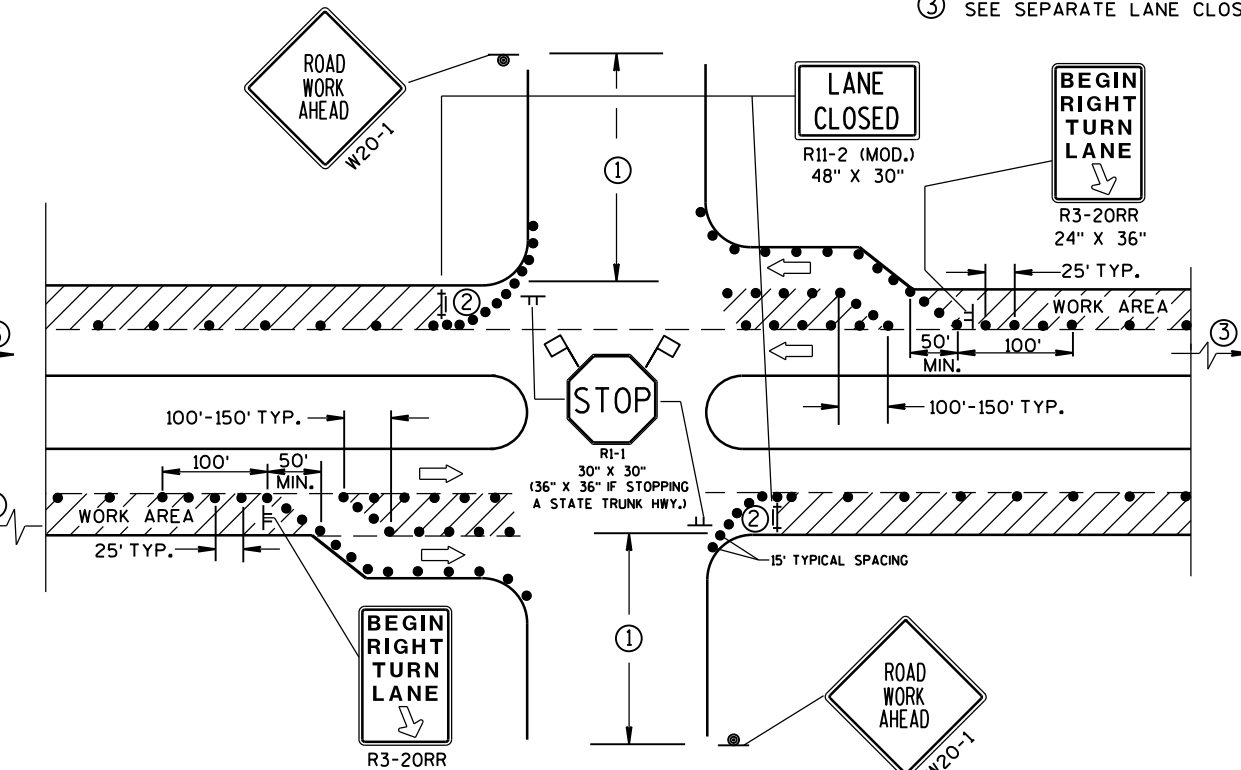 ③ SEE SEPARATE LANE CLOS
ROAD
WORK
AHEAD
W20-1
LANE
CLOSED
R11-2 (MOD.)
48" X 30"
BEGIN
RIGHT
TURN
LANE
R3-20RR
24" X 36"
①
25' TYP.
②
WORK AREA
③
50'
MIN.
100'
STOP
R1-1
30" X 30"
(36" X 36" IF STOPPING
A STATE TRUNK HWY.)
100'-150' TYP.
100'-150' TYP.
100'
50'
MIN.
WORK AREA
25' TYP.
②
15' TYPICAL SPACING
①
BEGIN
RIGHT
TURN
LANE
R3-20RR
ROAD
WORK
AHEAD
W20-1